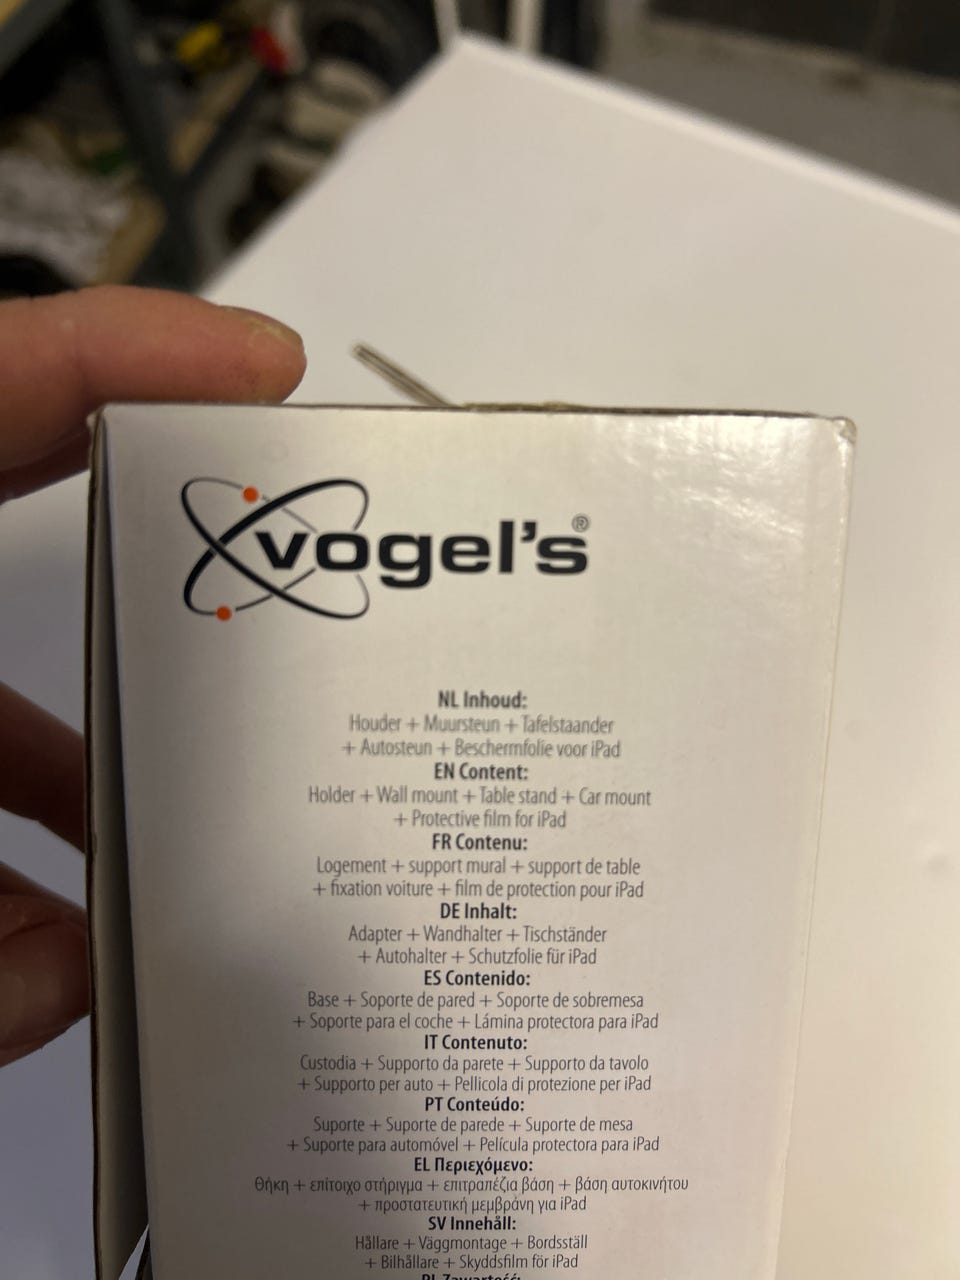 vogel's®
NL Inhoud:
Houder + Muursteun + Tafelstaander
+ Autosteun + Beschermfolie voor iPad
EN Content:
Holder + Wall mount + Table stand + Car mount
+ Protective film for iPad
FR Contenu:
Logement + support mural + support de table
+ fixation voiture + film de protection pour iPad
DE Inhalt:
Adapter + Wandhalter + Tischständer
+ Autohalter + Schutzfolie für iPad
ES Contenido:
Base + Soporte de pared + Soporte de sobremesa
+ Soporte para el coche + Lámina protectora para iPad
IT Contenuto:
Custodia + Supporto da parete + Supporto da tavolo
+ Supporto per auto + Pellicola di protezione per iPad
PT Conteúdo:
Suporte + Suporte de parede + Suporte de mesa
+ Suporte para automóvel + Película protectora para iPad
EL Περιεχόμενο:
Θήκη + επίτοιχο στήριγμα + επιτραπέζια βάση + βάση αυτοκινήτου
+ προστατευτική μεμβράνη για iPad
SV Innehåll:
Hållare + Väggmontage + Bordsställ
+ Bilhållare + Skyddsfilm för iPad
PL Zawartość: